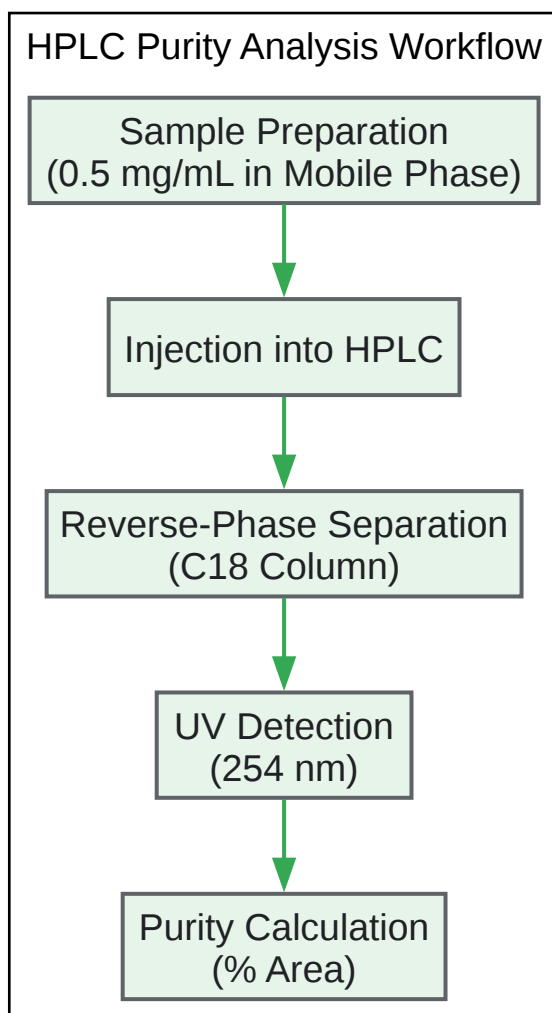 HPLC Purity Analysis Workflow
Sample Preparation
(0.5 mg/mL in Mobile Phase)
Injection into HPLC
Reverse-Phase Separation
(C18 Column)
UV Detection
(254 nm)
Purity Calculation
(% Area)